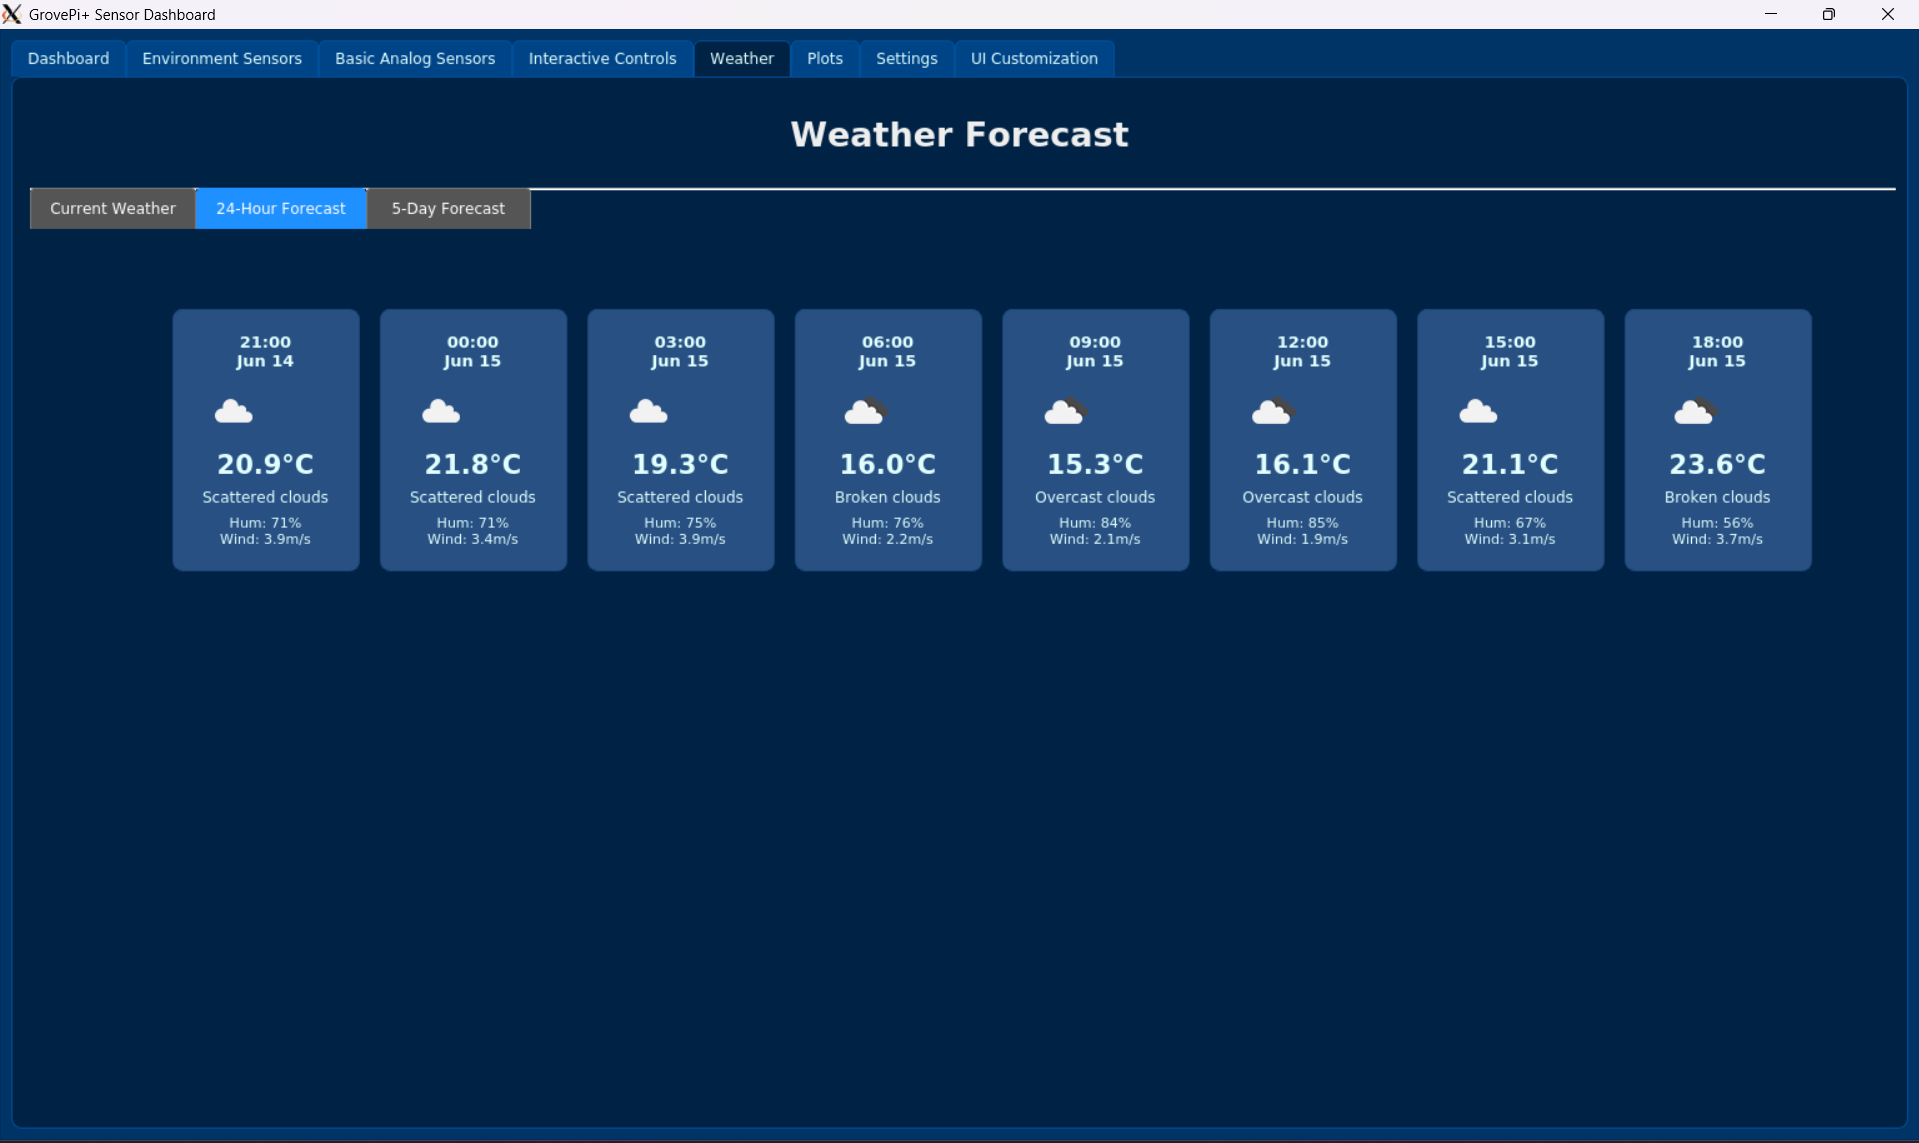 GrovePi+ Sensor Dashboard
Dashboard
Environment Sensors
Basic Analog Sensors
Interactive Controls
Weather
Plots
Settings
UI Customization
Weather Forecast
Current Weather
24-Hour Forecast
5-Day Forecast
21:00
Jun 14
20.9°C
Scattered clouds
Hum: 71%
Wind: 3.9m/s
00:00
Jun 15
21.8°C
Scattered clouds
Hum: 71%
Wind: 3.4m/s
03:00
Jun 15
19.3°C
Scattered clouds
Hum: 75%
Wind: 3.9m/s
06:00
Jun 15
16.0°C
Broken clouds
Hum: 76%
Wind: 2.2m/s
09:00
Jun 15
15.3°C
Overcast clouds
Hum: 84%
Wind: 2.1m/s
12:00
Jun 15
16.1°C
Overcast clouds
Hum: 85%
Wind: 1.9m/s
15:00
Jun 15
21.1°C
Scattered clouds
Hum: 67%
Wind: 3.1m/s
18:00
Jun 15
23.6°C
Broken clouds
Hum: 56%
Wind: 3.7m/s